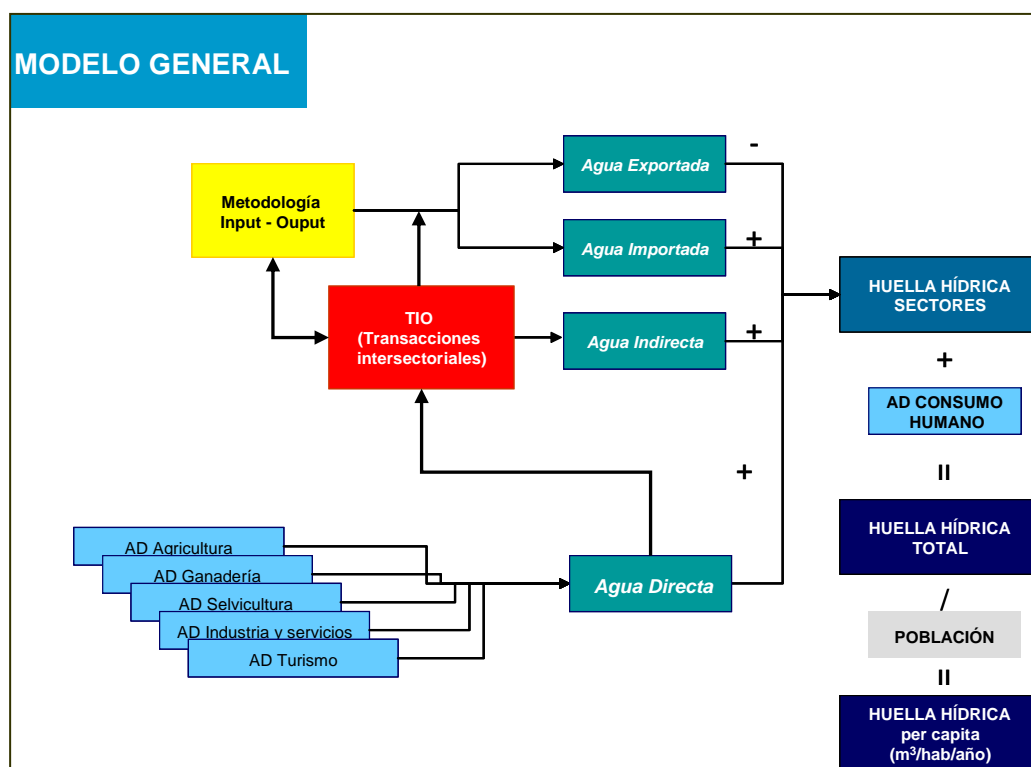 MODELO GENERAL
Metodología
Input - Ouput
TIO
(Transacciones
intersectoriales)
Agua Exportada
-
Agua Importada
+
Agua Indirecta
+
+
AD Agricultura
AD Ganadería
AD Selvicultura
AD Industria y servicios
AD Turismo
Agua Directa
HUELLA HÍDRICA
SECTORES
+
AD CONSUMO
HUMANO
=
HUELLA HÍDRICA
TOTAL
/
POBLACIÓN
=
HUELLA HÍDRICA
per capita
(m³/hab/año)